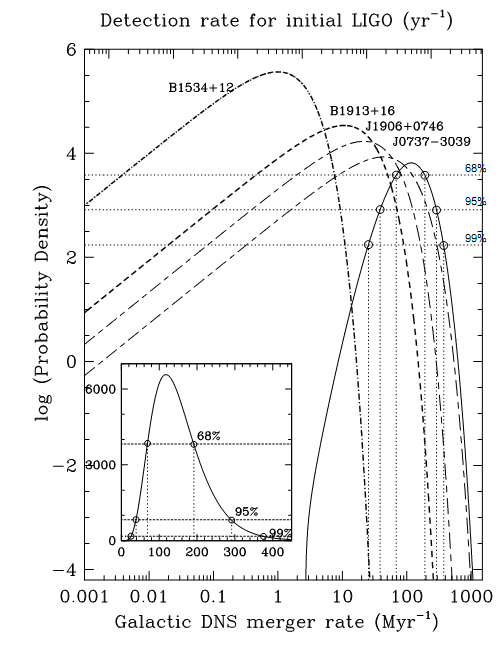 Detection rate for initial LIGO (yr⁻¹)
6
B1534+12
B1913+16
J1906+0746
J0737−3039
4
68%
95%
2
99%
log (Probability Density)
0
6000
68%
−2
3000
95%
99%
0
0 100 200 300 400
−4
0.001 0.01 0.1 1 10 100 1000
Galactic DNS merger rate (Myr⁻¹)